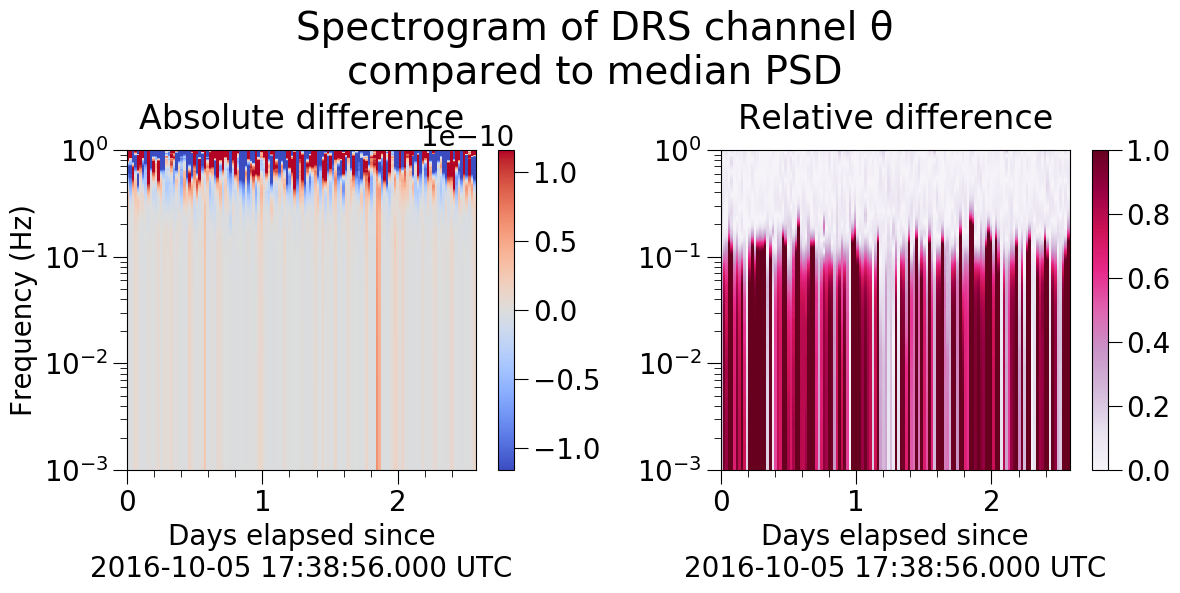 Spectrogram of DRS channel θ
compared to median PSD
Absolute difference
1e−10
10⁰
10⁻¹
10⁻²
10⁻³
Frequency (Hz)
0 1 2
Days elapsed since
2016-10-05 17:38:56.000 UTC
1.0
0.5
0.0
−0.5
−1.0
Relative difference
10⁰
10⁻¹
10⁻²
10⁻³
0 1 2
Days elapsed since
2016-10-05 17:38:56.000 UTC
1.0
0.8
0.6
0.4
0.2
0.0